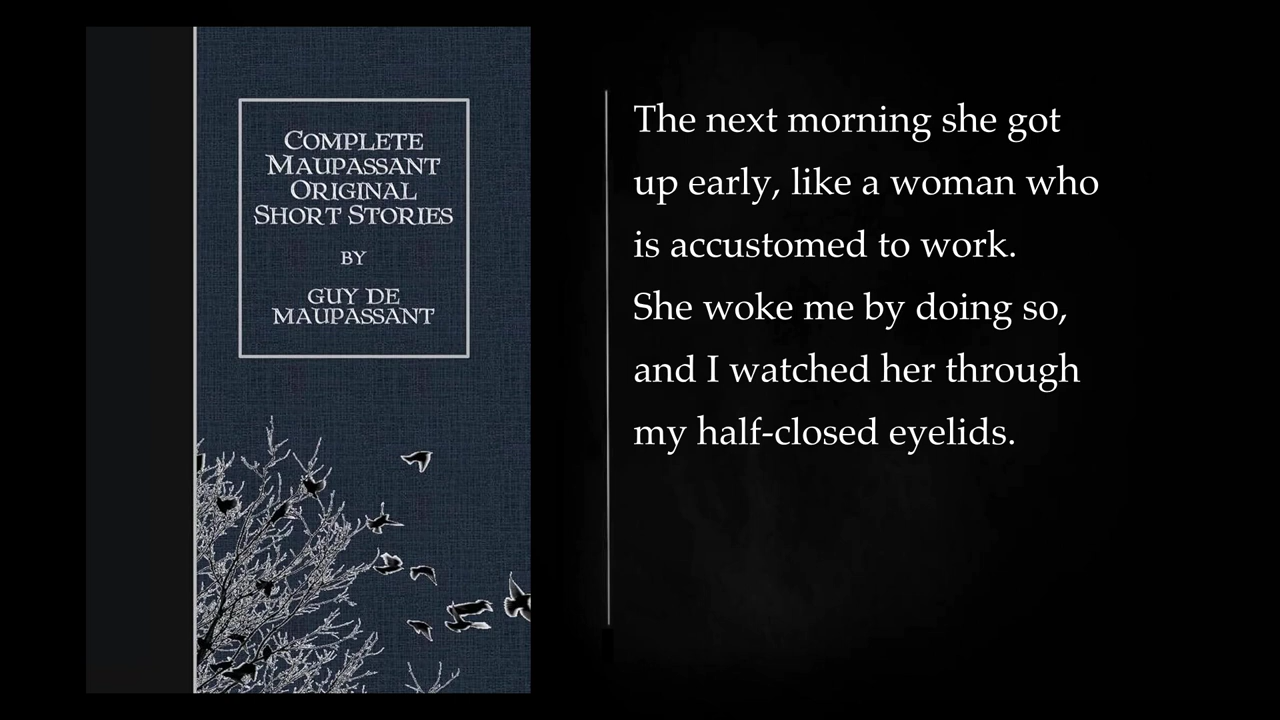 COMPLETE
MAUPASSANT
ORIGINAL
SHORT STORIES
BY
GUY DE
MAUPASSANT
The next morning she got
up early, like a woman who
is accustomed to work.
She woke me by doing so,
and I watched her through
my half-closed eyelids.